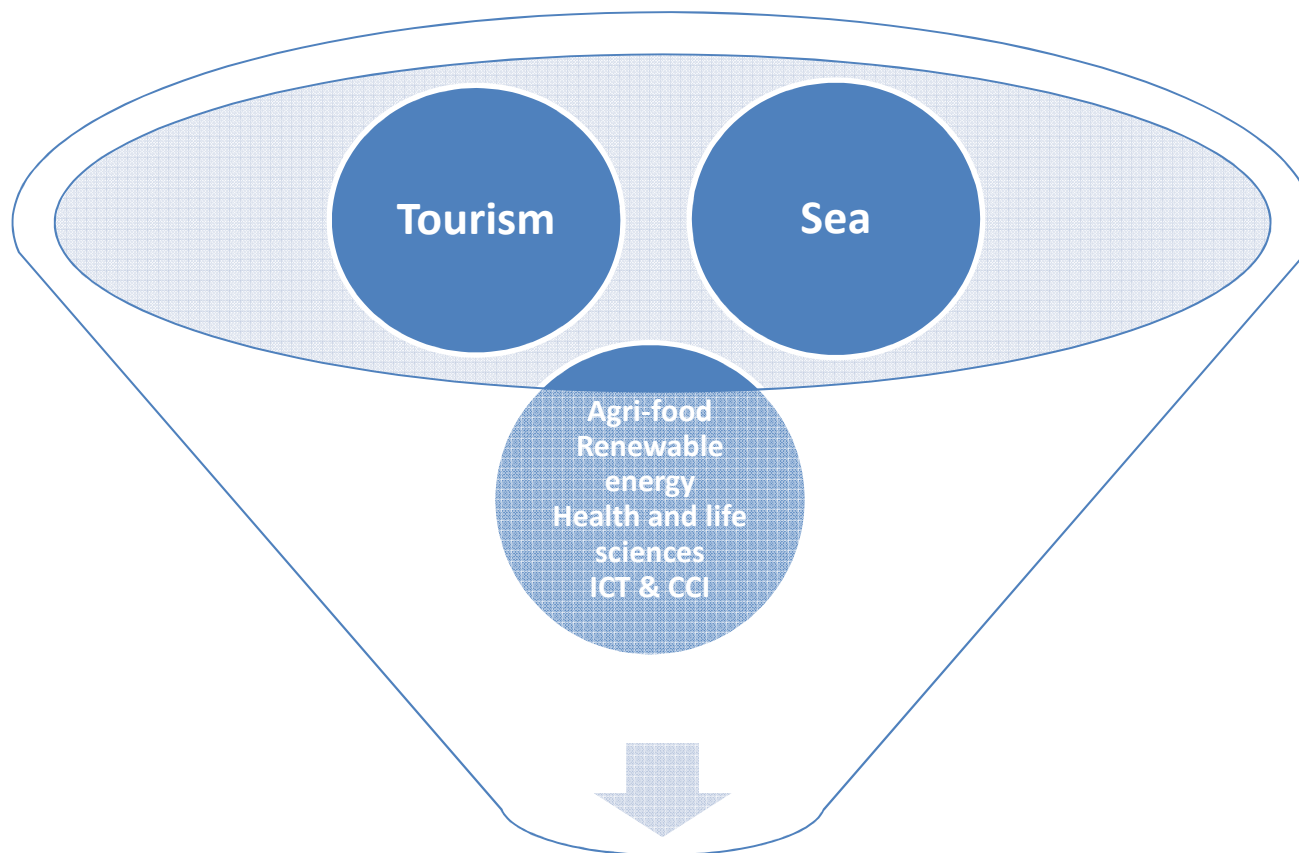 Tourism
Sea
Agri-food
Renewable
energy
Health and life
sciences
ICT & CCI